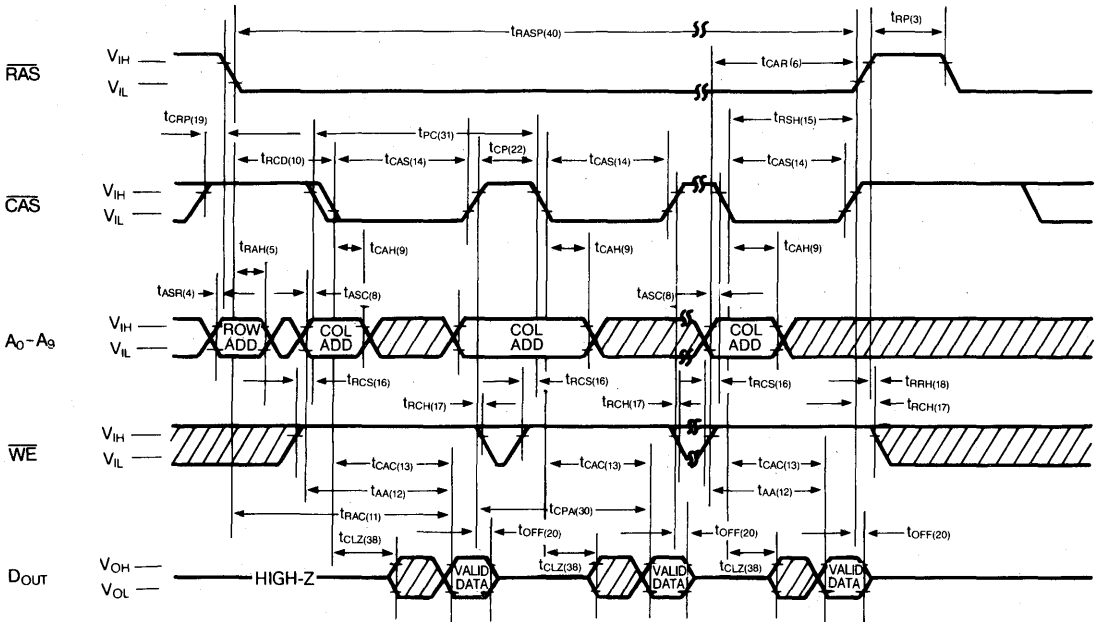 tRASP(40)
tRP(3)
RAS
VIH
VIL
tCAR(6)
tCRP(19)
tPC(31)
tRSH(15)
tRCD(10)
tCAS(14)
tCP(22)
tCAS(14)
tCAS(14)
CAS
VIH
VIL
tRAH(5)
tCAH(9)
tCAH(9)
tCAH(9)
tASR(4)
tASC(8)
tASC(8)
A0–A9
VIH
VIL
ROW
ADD
COL
ADD
COL
ADD
COL
ADD
tRCS(16)
tRCS(16)
tRCS(16)
tRRH(18)
tRCH(17)
tRCH(17)
tRCH(17)
WE
VIH
VIL
tCAC(13)
tCAC(13)
tCAC(13)
tAA(12)
tAA(12)
tRAC(11)
tCPA(30)
tOFF(20)
tOFF(20)
tOFF(20)
tCLZ(38)
tCLZ(38)
tCLZ(38)
DOUT
VOH
VOL
HIGH-Z
VALID
DATA
VALID
DATA
VALID
DATA